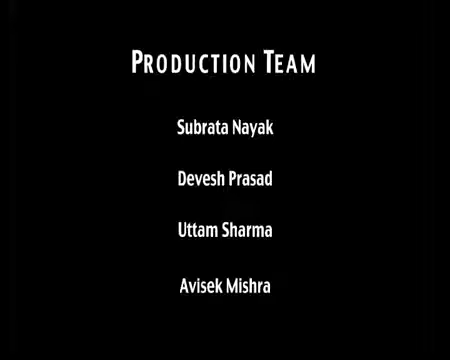 PRODUCTION TEAM
Subrata Nayak
Devesh Prasad
Uttam Sharma
Avisek Mishra